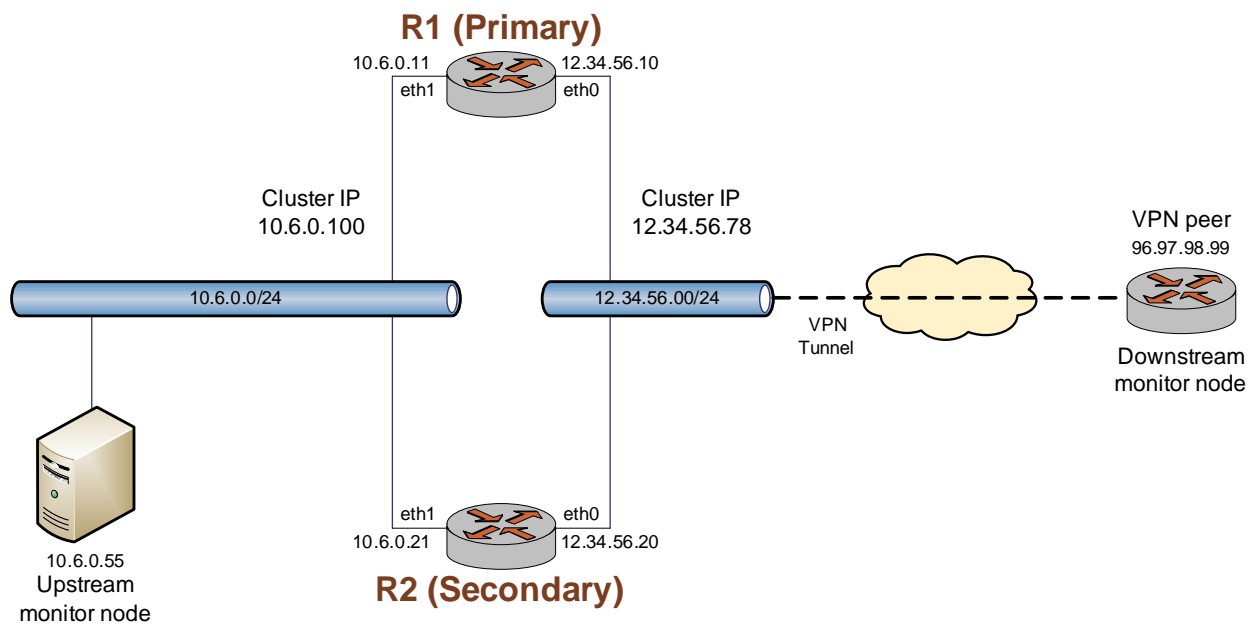 R1 (Primary)
10.6.0.11
12.34.56.10
eth1
eth0
Cluster IP
10.6.0.100
Cluster IP
12.34.56.78
VPN peer
96.97.98.99
10.6.0.0/24
12.34.56.00/24
VPN
Tunnel
Downstream
monitor node
eth1
eth0
10.6.0.21
12.34.56.20
R2 (Secondary)
10.6.0.55
Upstream
monitor node